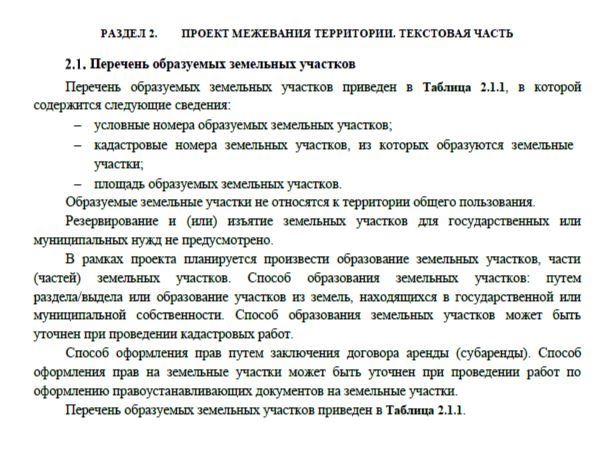 РАЗДЕЛ 2. ПРОЕКТ МЕЖЕВАНИЯ ТЕРРИТОРИИ. ТЕКСТОВАЯ ЧАСТЬ
2.1. Перечень образуемых земельных участков
Перечень образуемых земельных участков приведен в Таблица 2.1.1, в которой
содержится следующие сведения:
– условные номера образуемых земельных участков;
– кадастровые номера земельных участков, из которых образуются земельные
участки;
– площадь образуемых земельных участков.
Образуемые земельные участки не относятся к территории общего пользования.
Резервирование и (или) изъятие земельных участков для государственных или
муниципальных нужд не предусмотрено.
В рамках проекта планируется произвести образование земельных участков, части
(частей) земельных участков. Способ образования земельных участков: путем
раздела/выдела или образование участков из земель, находящихся в государственной или
муниципальной собственности. Способ образования земельных участков может быть
уточнен при проведении кадастровых работ.
Способ оформления прав путем заключения договора аренды (субаренды). Способ
оформления прав на земельные участки может быть уточнен при проведении работ по
оформлению правоустанавливающих документов на земельные участки.
Перечень образуемых земельных участков приведен в Таблица 2.1.1.